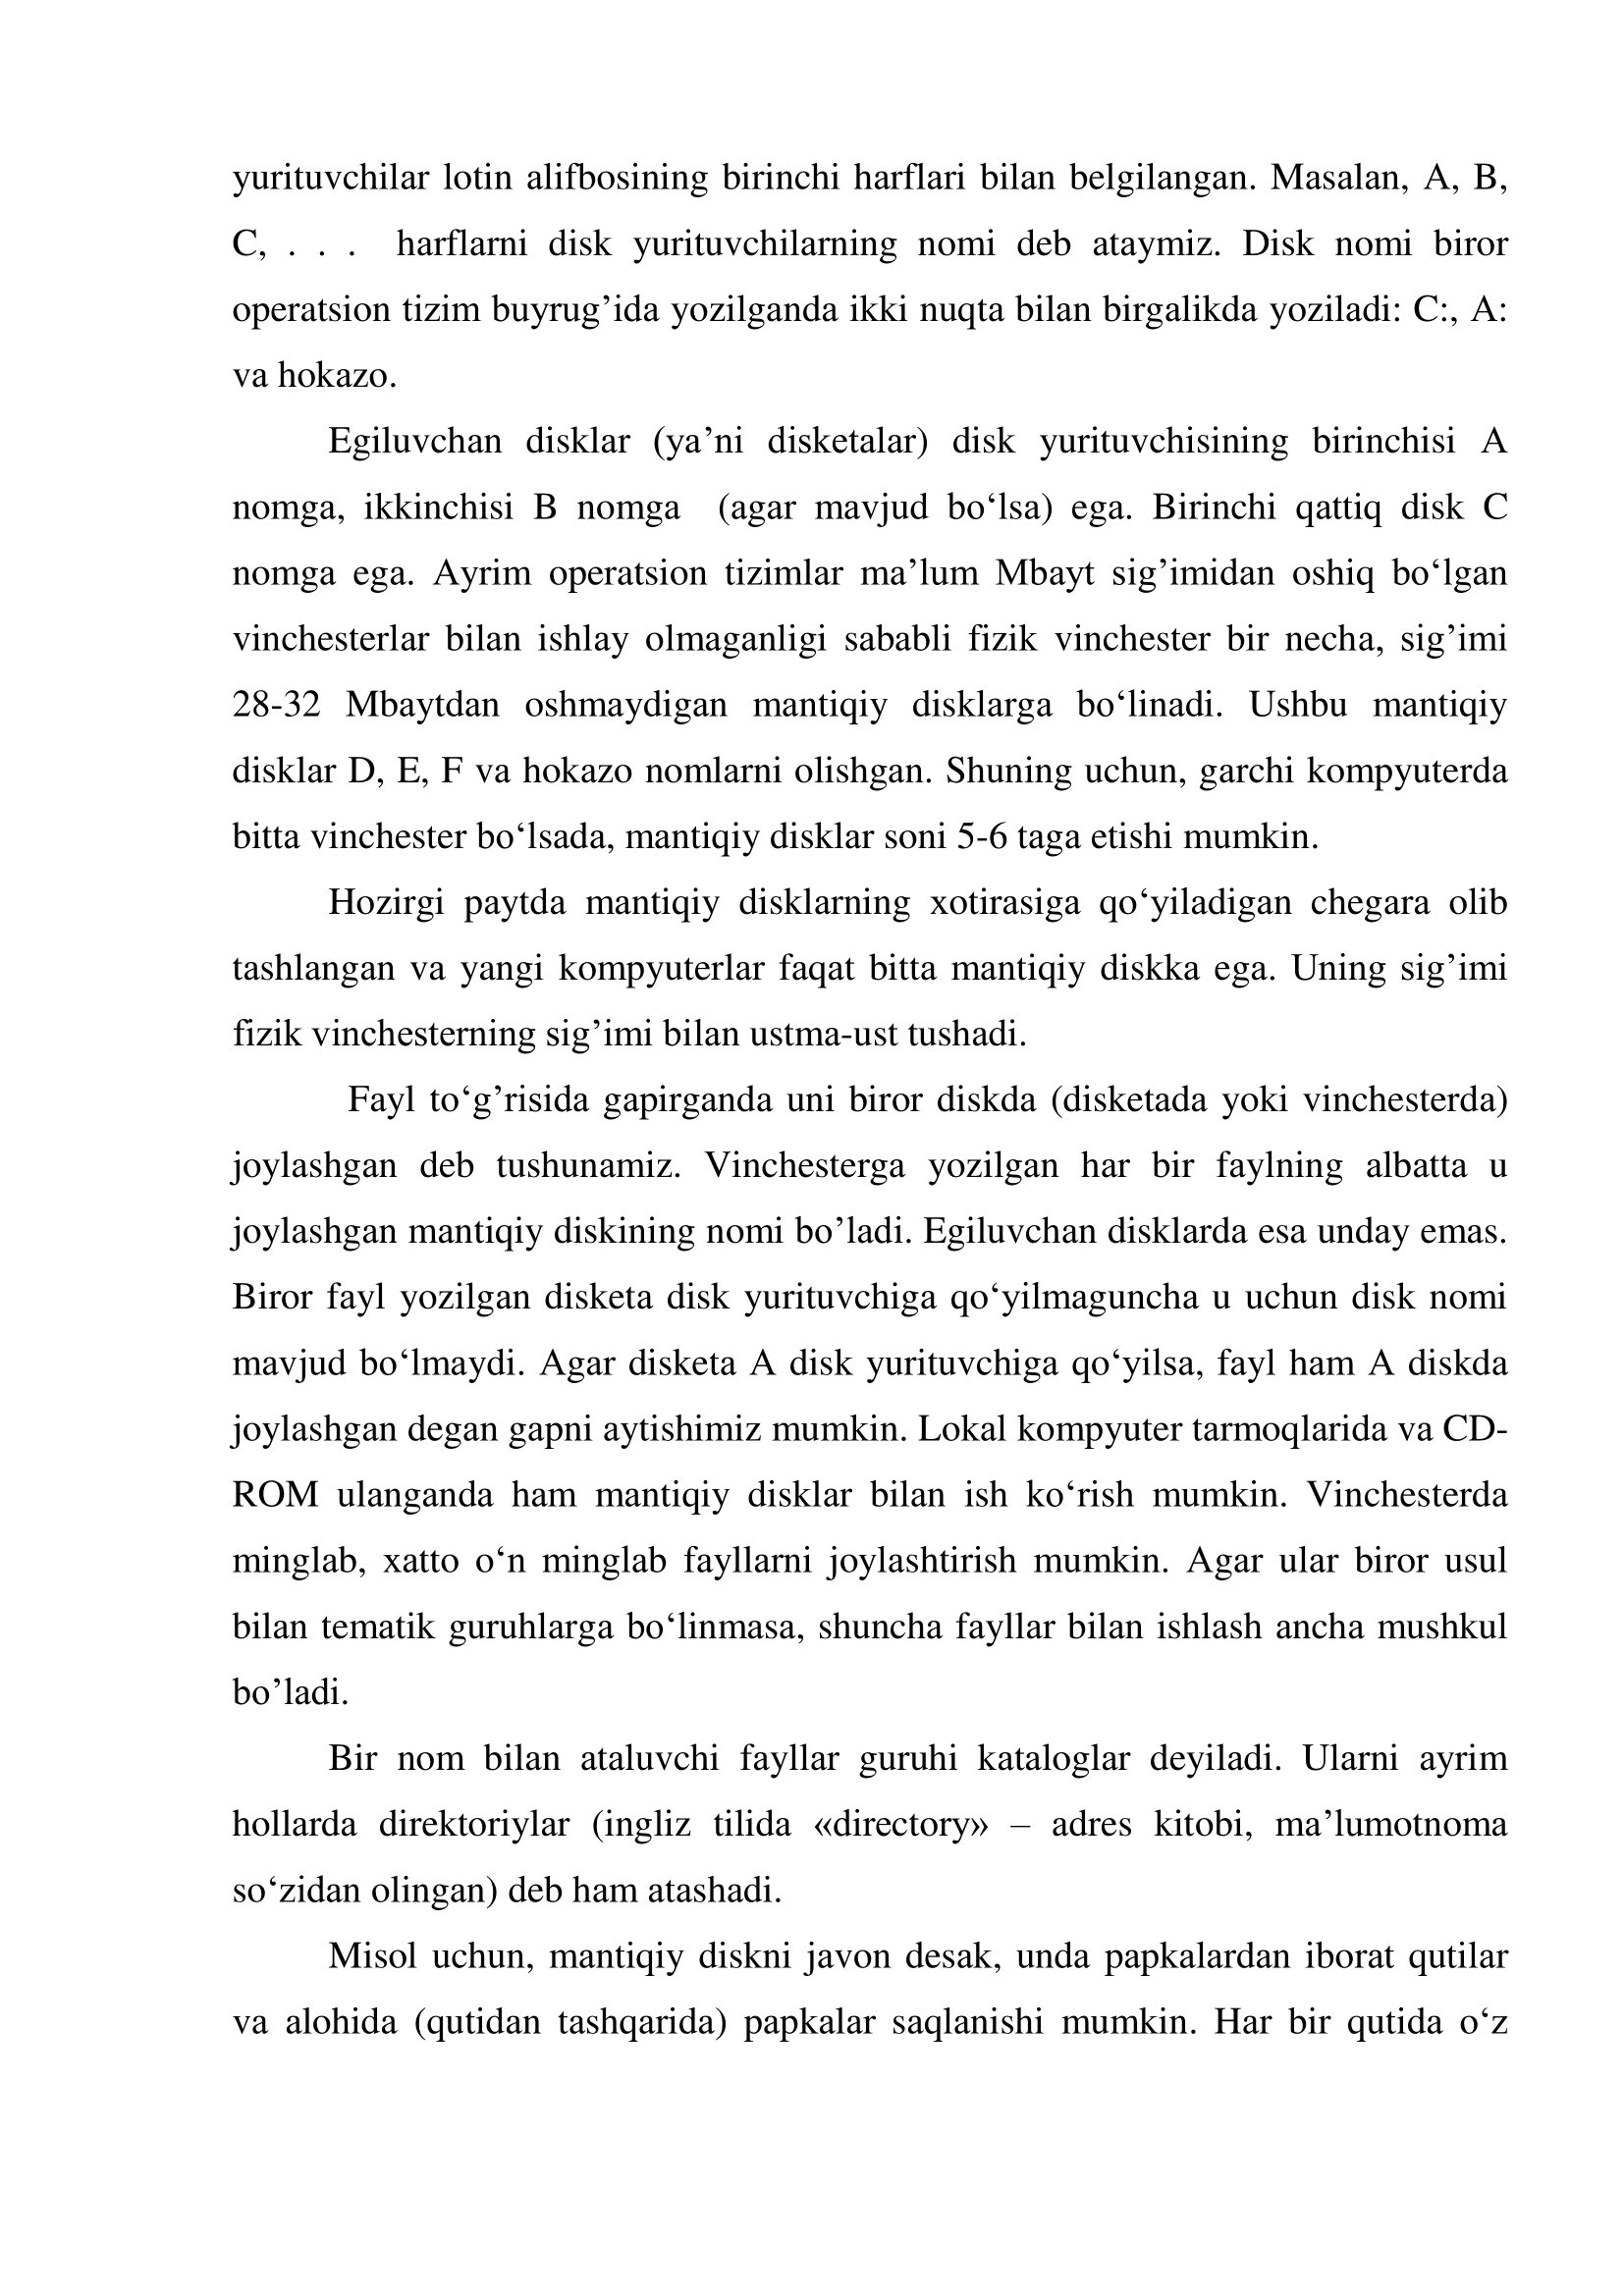 yurituvchilar lotin alifbosining birinchi harflari bilan belgilangan. Masalan, A, B,
C, . . .  harflarni disk yurituvchilarning nomi deb ataymiz. Disk nomi biror
operatsion tizim buyrug’ida yozilganda ikki nuqta bilan birgalikda yoziladi: C:, A:
va hokazo.
Egiluvchan disklar (ya’ni disketalar) disk yurituvchisining birinchisi A
nomga, ikkinchisi B nomga  (agar mavjud bo‘lsa) ega. Birinchi qattiq disk C
nomga ega. Ayrim operatsion tizimlar ma’lum Mbayt sig’imidan oshiq bo‘lgan
vinchesterlar bilan ishlay olmaganligi sababli fizik vinchester bir necha, sig’imi
28-32 Mbaytdan oshmaydigan mantiqiy disklarga bo‘linadi. Ushbu mantiqiy
disklar D, E, F va hokazo nomlarni olishgan. Shuning uchun, garchi kompyuterda
bitta vinchester bo‘lsada, mantiqiy disklar soni 5-6 taga etishi mumkin.
Hozirgi paytda mantiqiy disklarning xotirasiga qo‘yiladigan chegara olib
tashlangan va yangi kompyuterlar faqat bitta mantiqiy diskka ega. Uning sig’imi
fizik vinchesterning sig’imi bilan ustma-ust tushadi.
Fayl to‘g’risida gapirganda uni biror diskda (disketada yoki vinchesterda)
joylashgan deb tushunamiz. Vinchesterga yozilgan har bir faylning albatta u
joylashgan mantiqiy diskining nomi bo’ladi. Egiluvchan disklarda esa unday emas.
Biror fayl yozilgan disketa disk yurituvchiga qo‘yilmaguncha u uchun disk nomi
mavjud bo‘lmaydi. Agar disketa A disk yurituvchiga qo‘yilsa, fayl ham A diskda
joylashgan degan gapni aytishimiz mumkin. Lokal kompyuter tarmoqlarida va CD-
ROM ulanganda ham mantiqiy disklar bilan ish ko‘rish mumkin. Vinchesterda
minglab, xatto o‘n minglab fayllarni joylashtirish mumkin. Agar ular biror usul
bilan tematik guruhlarga bo‘linmasa, shuncha fayllar bilan ishlash ancha mushkul
bo’ladi.
Bir nom bilan ataluvchi fayllar guruhi kataloglar deyiladi. Ularni ayrim
hollarda direktoriylar (ingliz tilida «directory» – adres kitobi, ma’lumotnoma
so‘zidan olingan) deb ham atashadi.
Misol uchun, mantiqiy diskni javon desak, unda papkalardan iborat qutilar
va alohida (qutidan tashqarida) papkalar saqlanishi mumkin. Har bir qutida o‘z